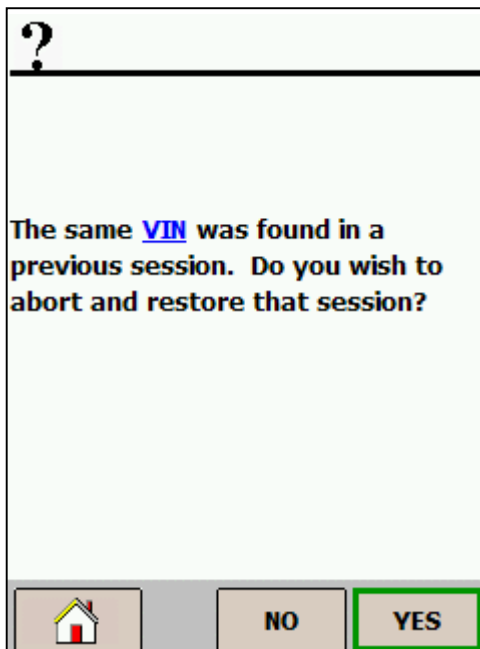 ?
The same VIN was found in a
previous session.  Do you wish to
abort and restore that session?
NO
YES